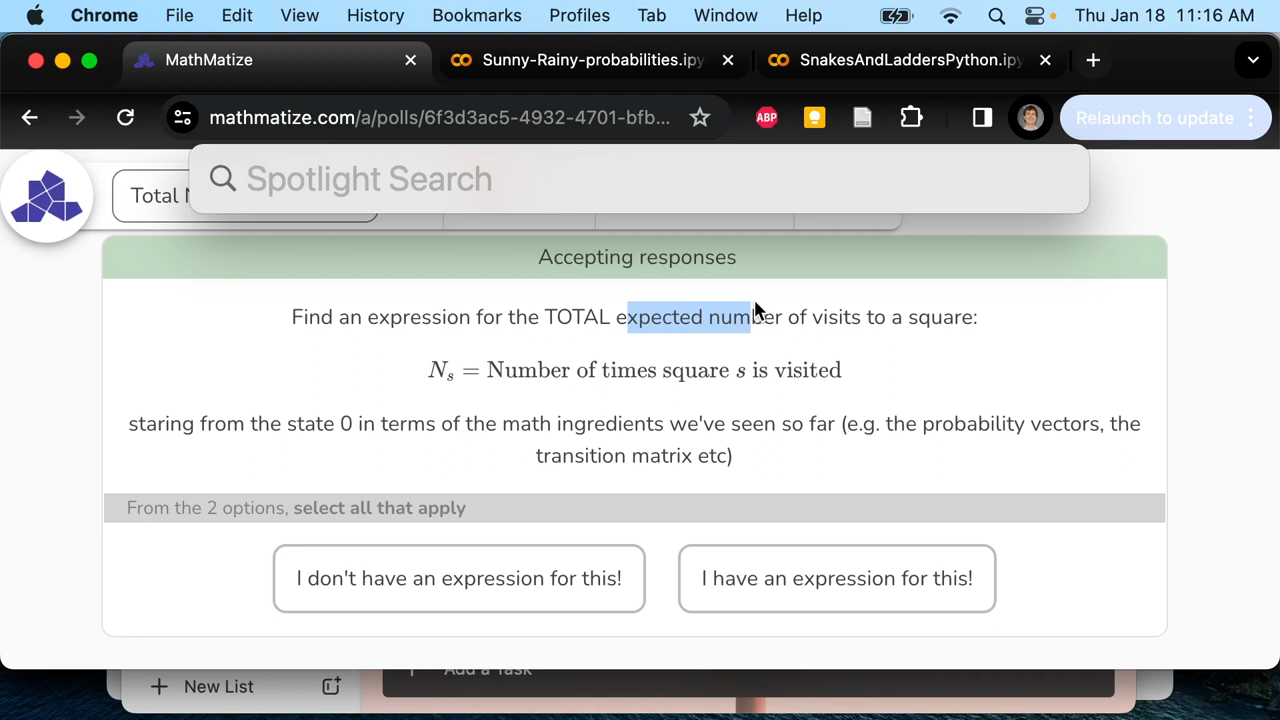 Chrome File Edit View History Bookmarks Profiles Tab Window Help Thu Jan 18 11:16 AM
MathMatize Sunny-Rainy-probabilities.ipy SnakesAndLaddersPython.ipy
mathmatize.com/a/polls/6f3d3ac5-4932-4701-bfb... ABP Relaunch to update
Spotlight Search
Total
Accepting responses
Find an expression for the TOTAL expected number of visits to a square:
N_s = Number of times square s is visited
staring from the state 0 in terms of the math ingredients we've seen so far (e.g. the probability vectors, the
transition matrix etc)
From the 2 options, select all that apply
I don't have an expression for this! I have an expression for this!
Add a Task
New List